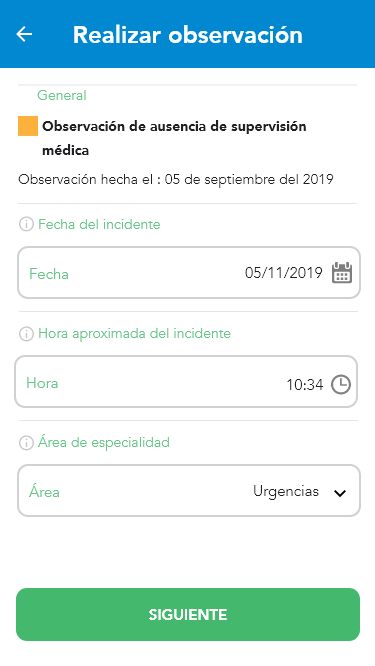 Realizar observación
General
Observación de ausencia de supervisión
médica
Observación hecha el : 05 de septiembre del 2019
Fecha del incidente
Fecha 05/11/2019
Hora aproximada del incidente
Hora 10:34
Área de especialidad
Área Urgencias
SIGUIENTE